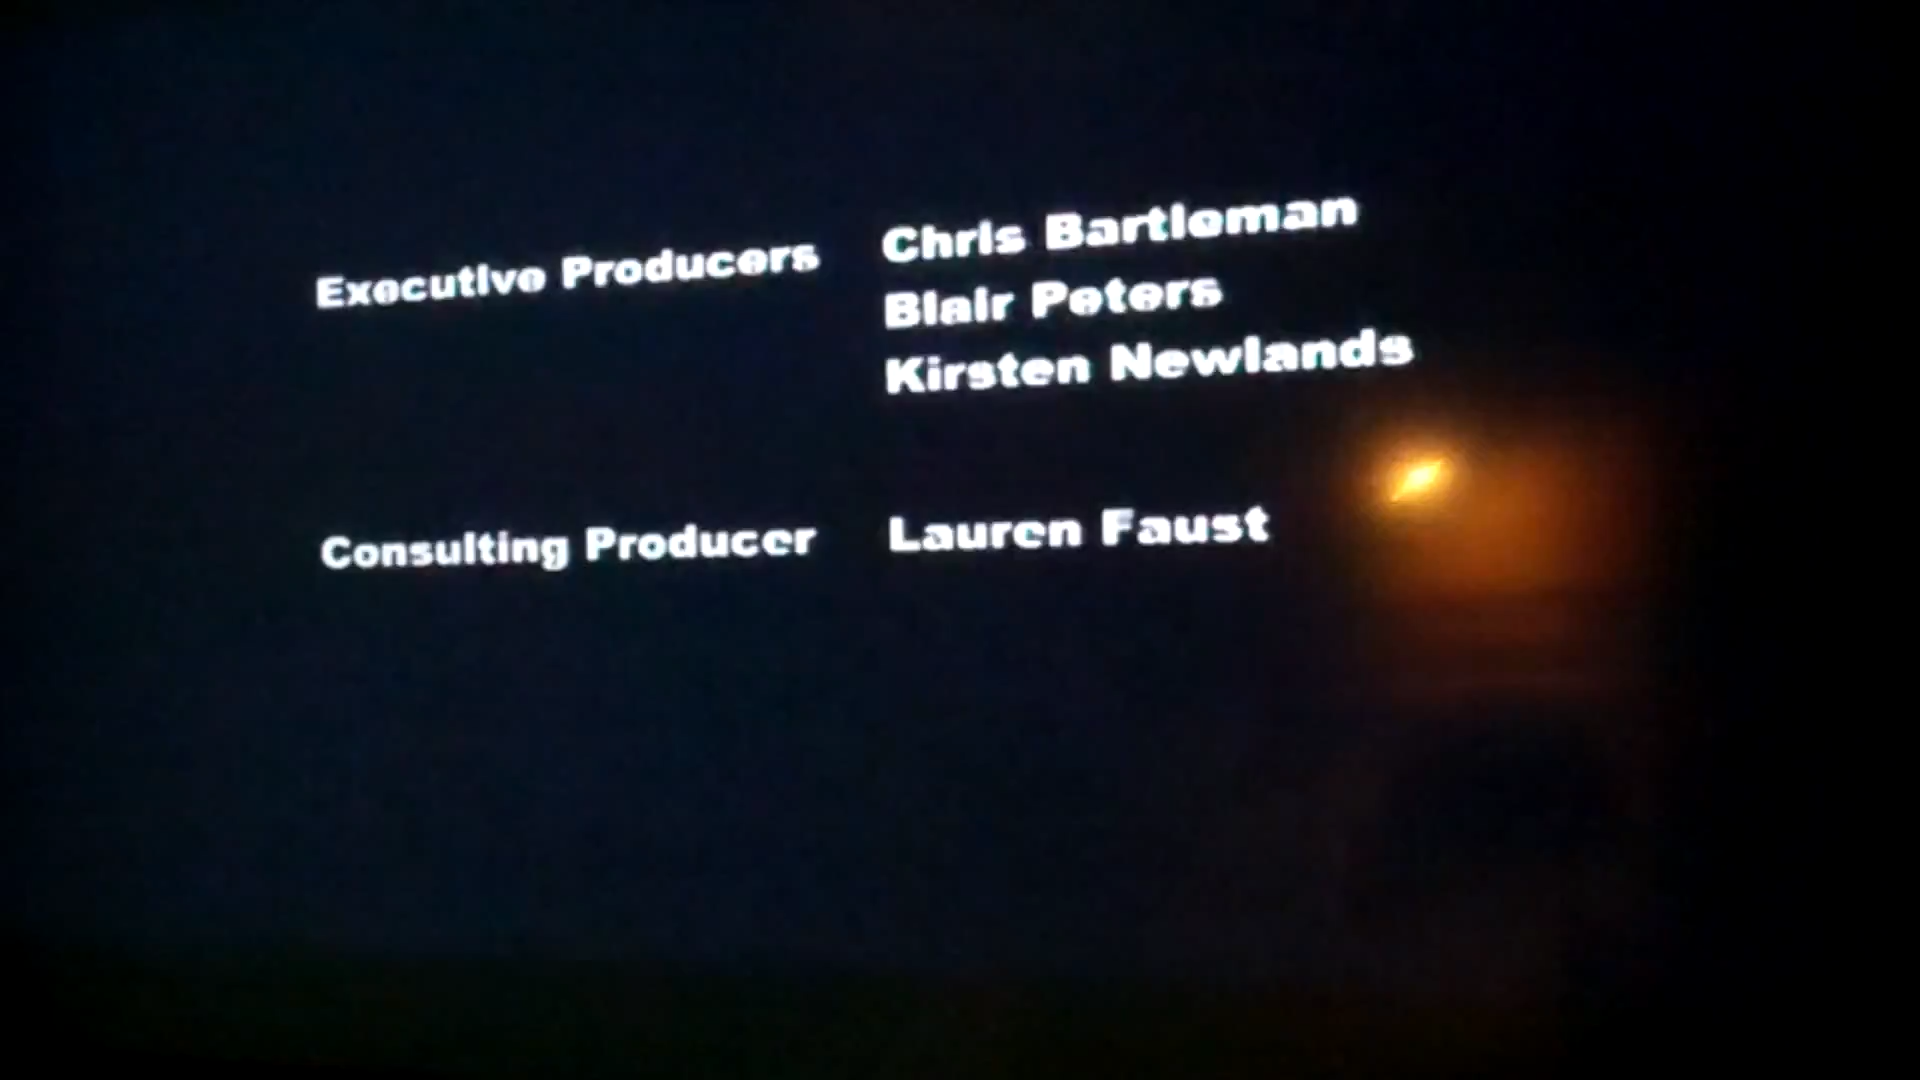 Executive Producers Chris Bartleman
Blair Peters
Kirsten Newlands
Consulting Producer Lauren Faust